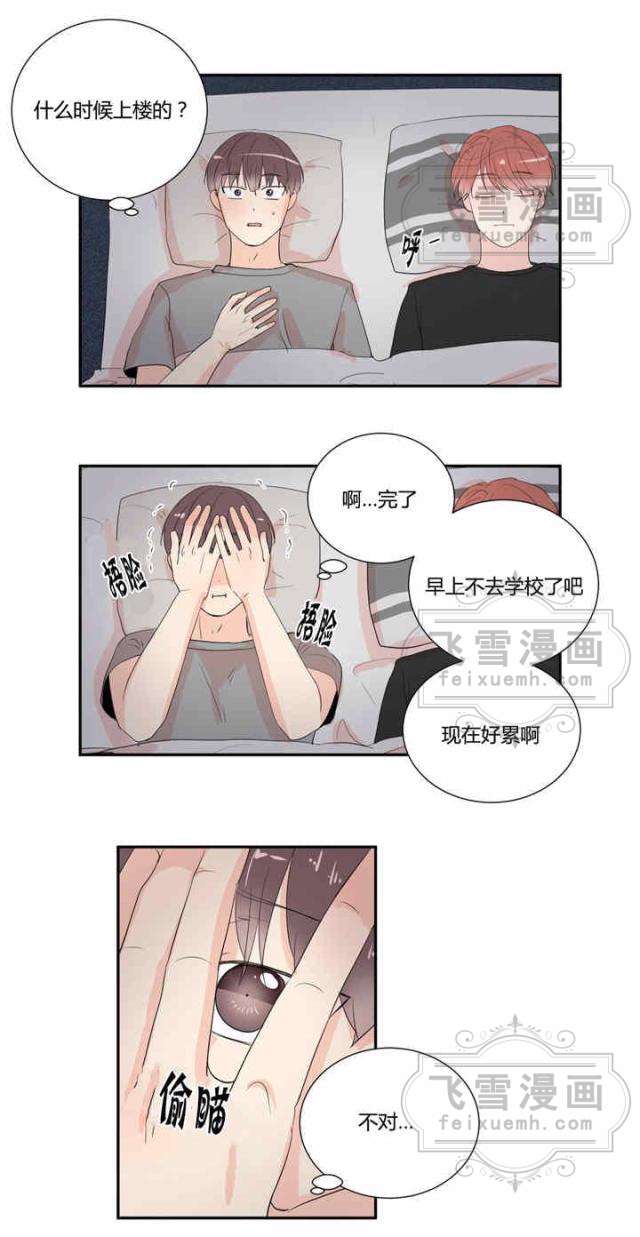 什么时候上楼的？
呼一
飞雪漫画
feixuemh.com
啊...完了
捂脸
早上不去学校了吧
捂脸
飞雪漫画
feixuemh.com
现在好累啊
偷瞄
飞雪漫画
feixuemh.com
不对...